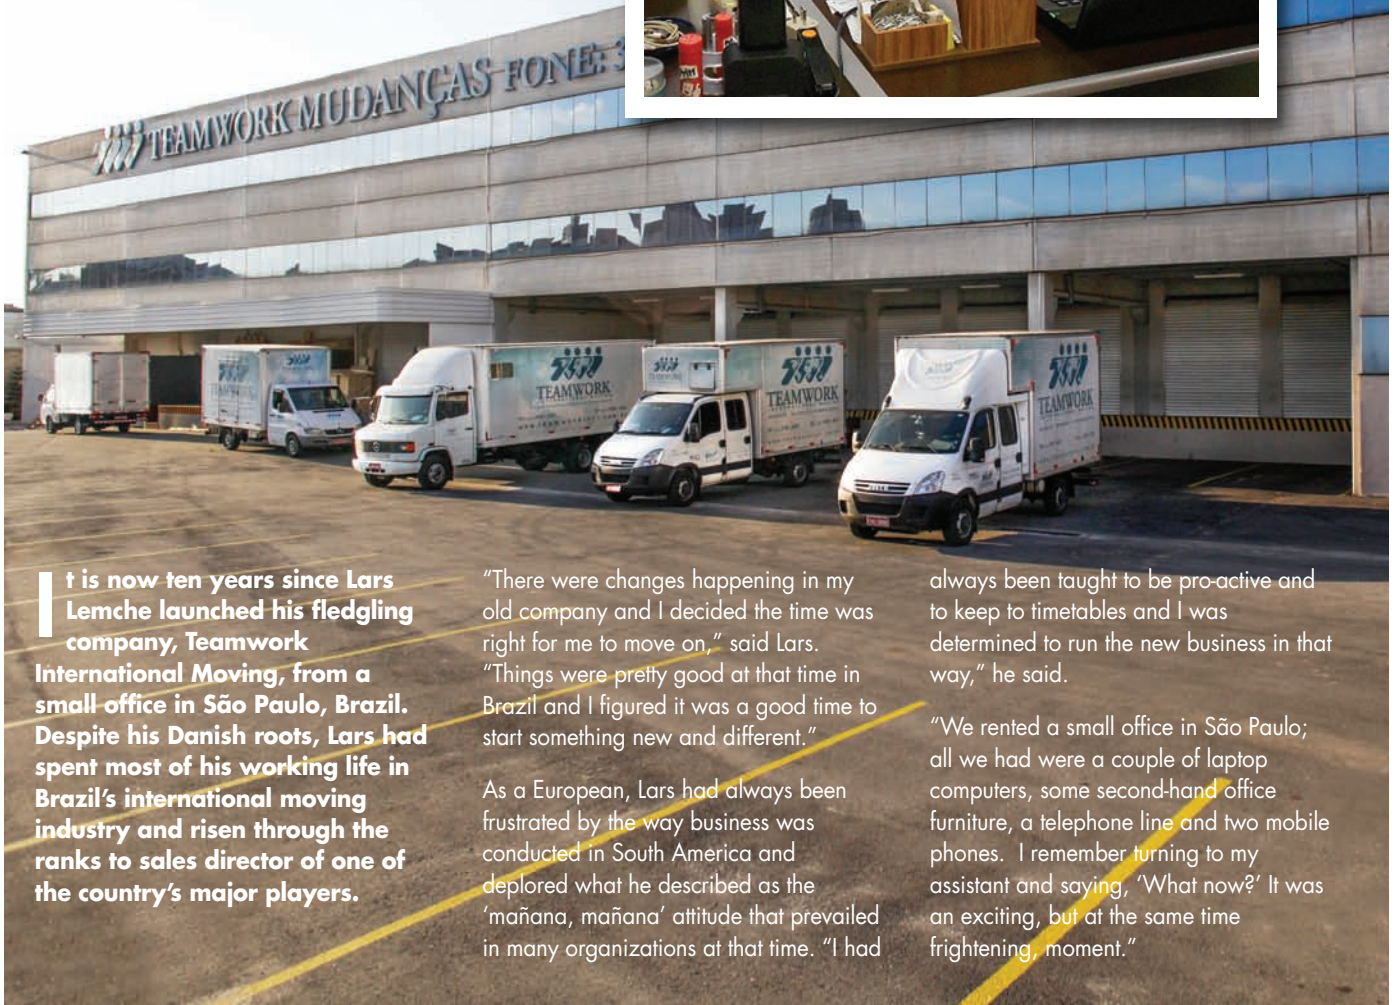 TEAMWORK MUDANÇAS FONE: 3
TEAMWORK
TEAMWORK
TEAMWORK
TEAMWORK
It is now ten years since Lars
Lemche launched his fledgling
company, Teamwork
International Moving, from a
small office in São Paulo, Brazil.
Despite his Danish roots, Lars had
spent most of his working life in
Brazil’s international moving
industry and risen through the
ranks to sales director of one of
the country’s major players.
“There were changes happening in my
old company and I decided the time was
right for me to move on,” said Lars.
“Things were pretty good at that time in
Brazil and I figured it was a good time to
start something new and different.”
As a European, Lars had always been
frustrated by the way business was
conducted in South America and
deplored what he described as the
‘mañana, mañana’ attitude that prevailed
in many organizations at that time. “I had
always been taught to be pro-active and
to keep to timetables and I was
determined to run the new business in that
way,” he said.
“We rented a small office in São Paulo;
all we had were a couple of laptop
computers, some second-hand office
furniture, a telephone line and two mobile
phones. I remember turning to my
assistant and saying, ‘What now?’ It was
an exciting, but at the same time
frightening, moment.”